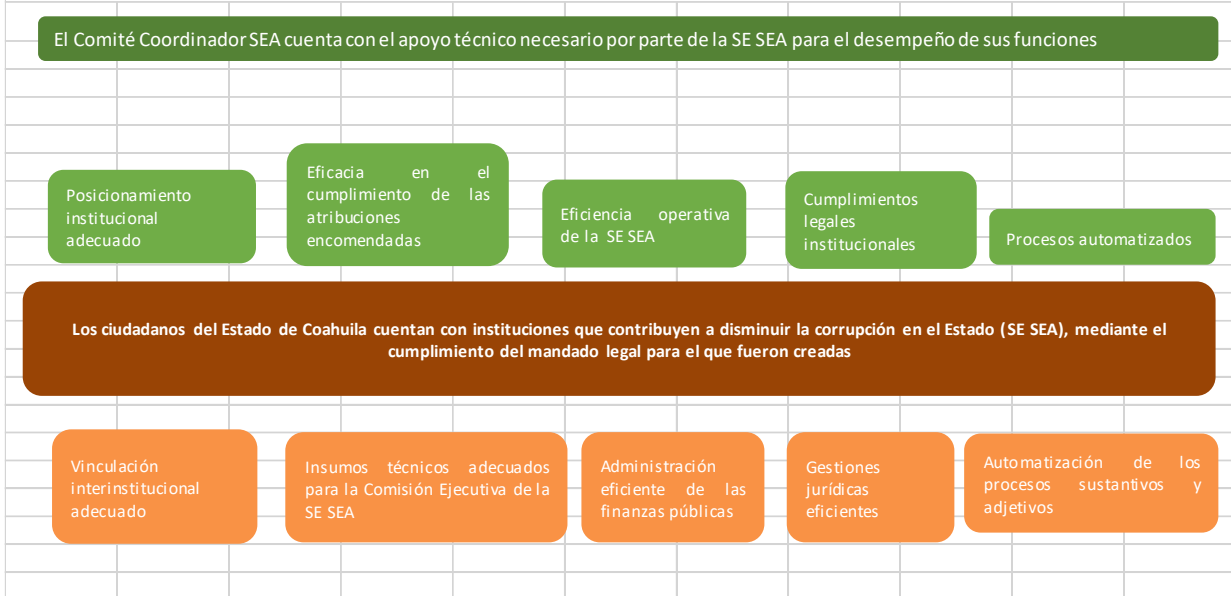 El Comité Coordinador SEA cuenta con el apoyo técnico necesario por parte de la SE SEA para el desempeño de sus funciones
Posicionamiento
institucional
adecuado
Eficacia en el
cumplimiento de las
atribuciones
encomendadas
Eficiencia operativa
de la SE SEA
Cumplimientos
legales
institucionales
Procesos automatizados
Los ciudadanos del Estado de Coahuila cuentan con instituciones que contribuyen a disminuir la corrupción en el Estado (SE SEA), mediante el
cumplimiento del mandado legal para el que fueron creadas
Vinculación
interinstitucional
adecuado
Insumos técnicos adecuados
para la Comisión Ejecutiva de la
SE SEA
Administración
eficiente de las
finanzas públicas
Gestiones
jurídicas
eficientes
Automatización de los
procesos sustantivos y
adjetivos